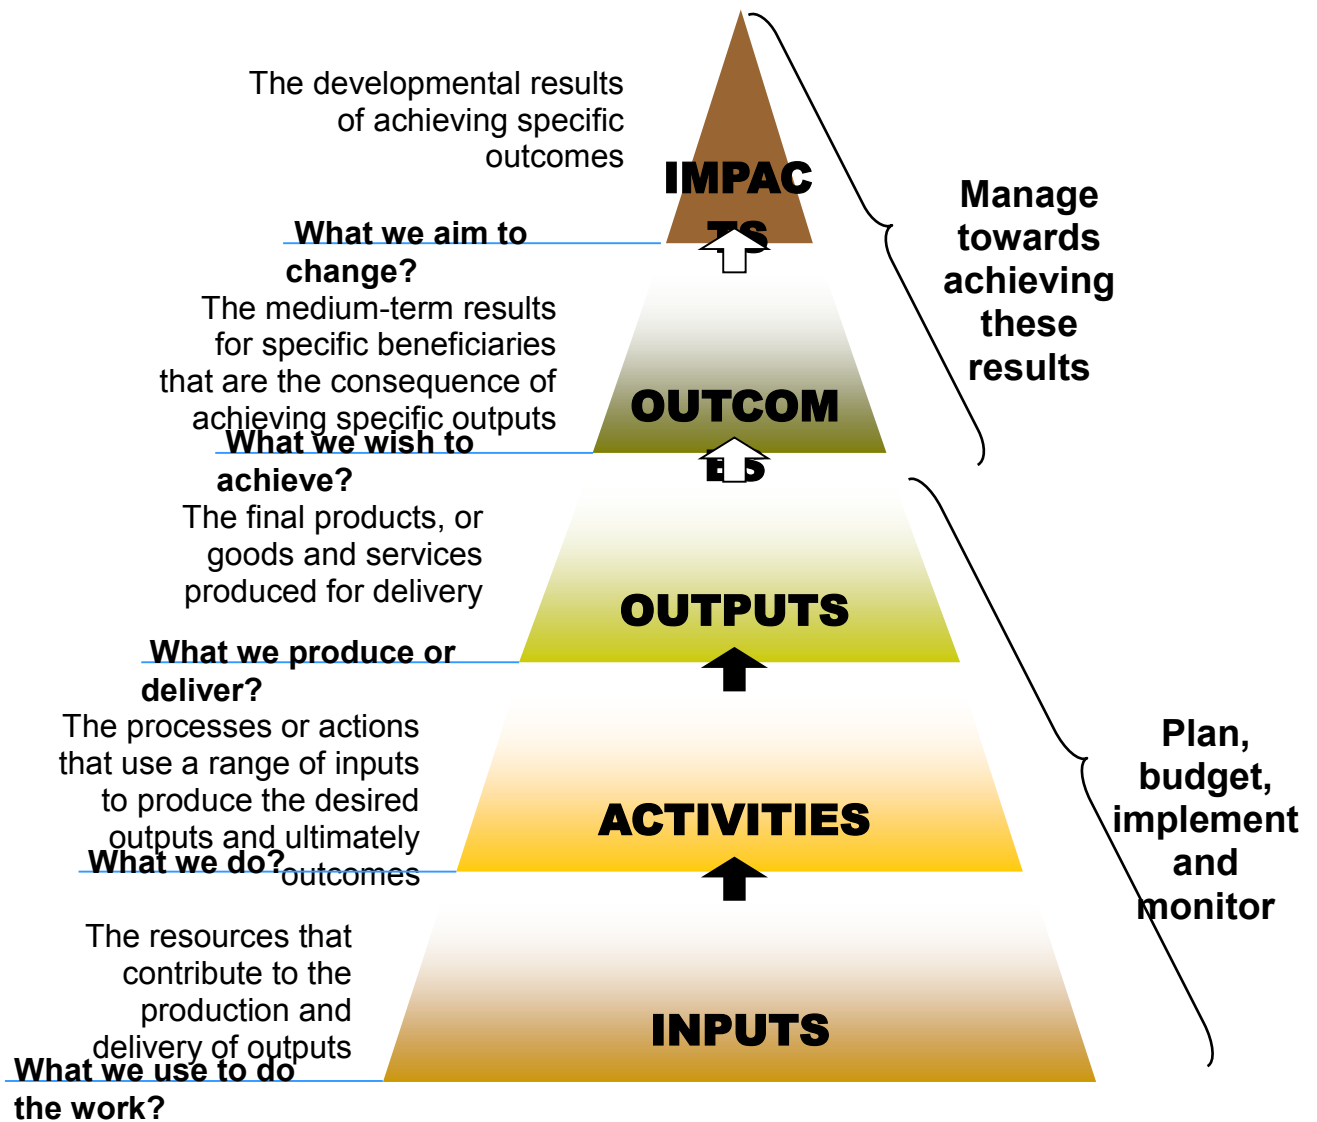 The developmental results
of achieving specific
outcomes
IMPAC
TS
What we aim to
change?
Manage
towards
achieving
these
results
The medium-term results
for specific beneficiaries
that are the consequence of
achieving specific outputs
OUTCOM
ES
What we wish to
achieve?
The final products, or
goods and services
produced for delivery
OUTPUTS
What we produce or
deliver?
The processes or actions
that use a range of inputs
to produce the desired
outputs and ultimately
outcomes
ACTIVITIES
What we do?
Plan,
budget,
implement
and
monitor
The resources that
contribute to the
production and
delivery of outputs
INPUTS
What we use to do
the work?